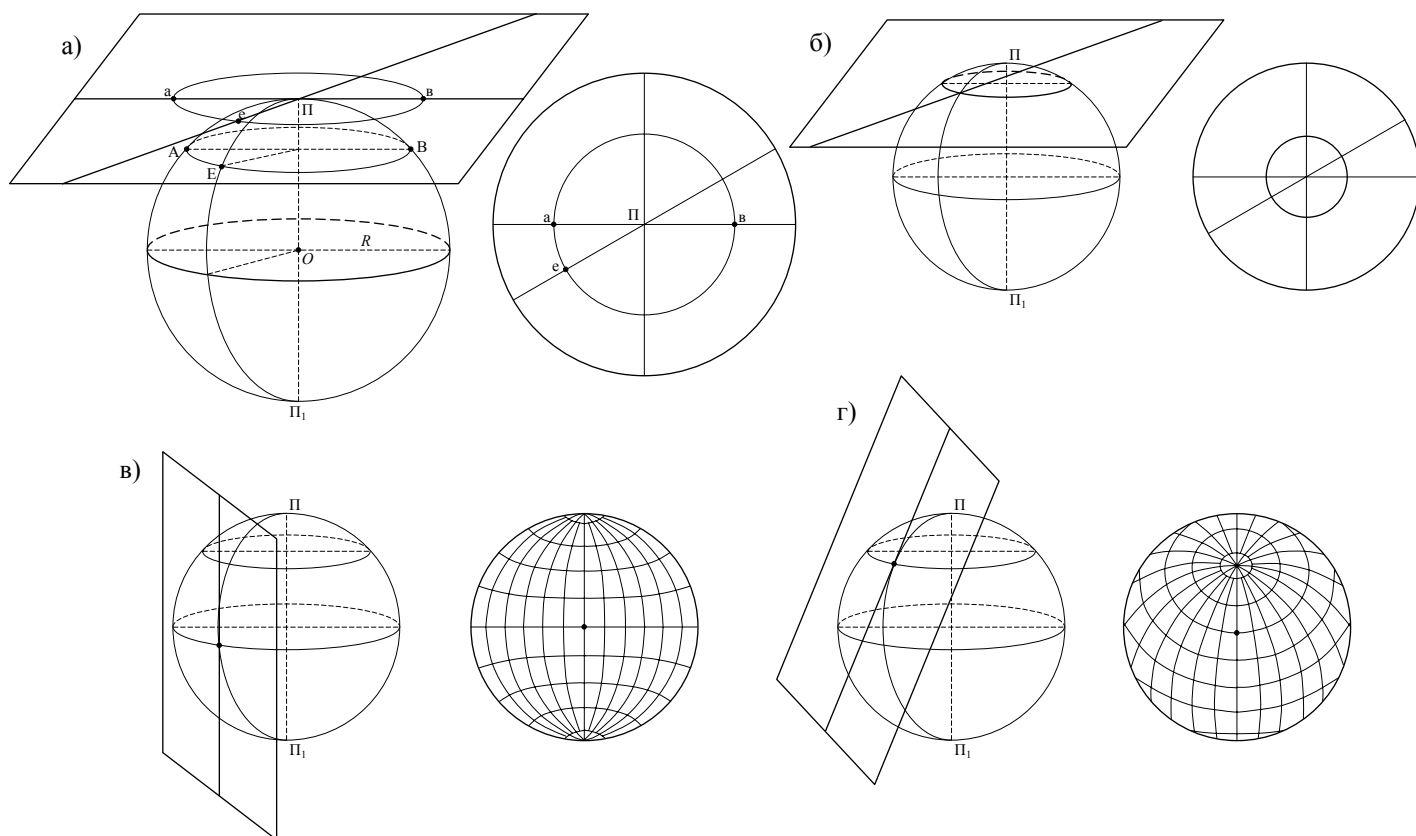 а)
а
в
е
П
А
В
Е
R
О
П₁
П
а
в
е
б)
П
П₁
в)
П
П₁
г)
П
П₁